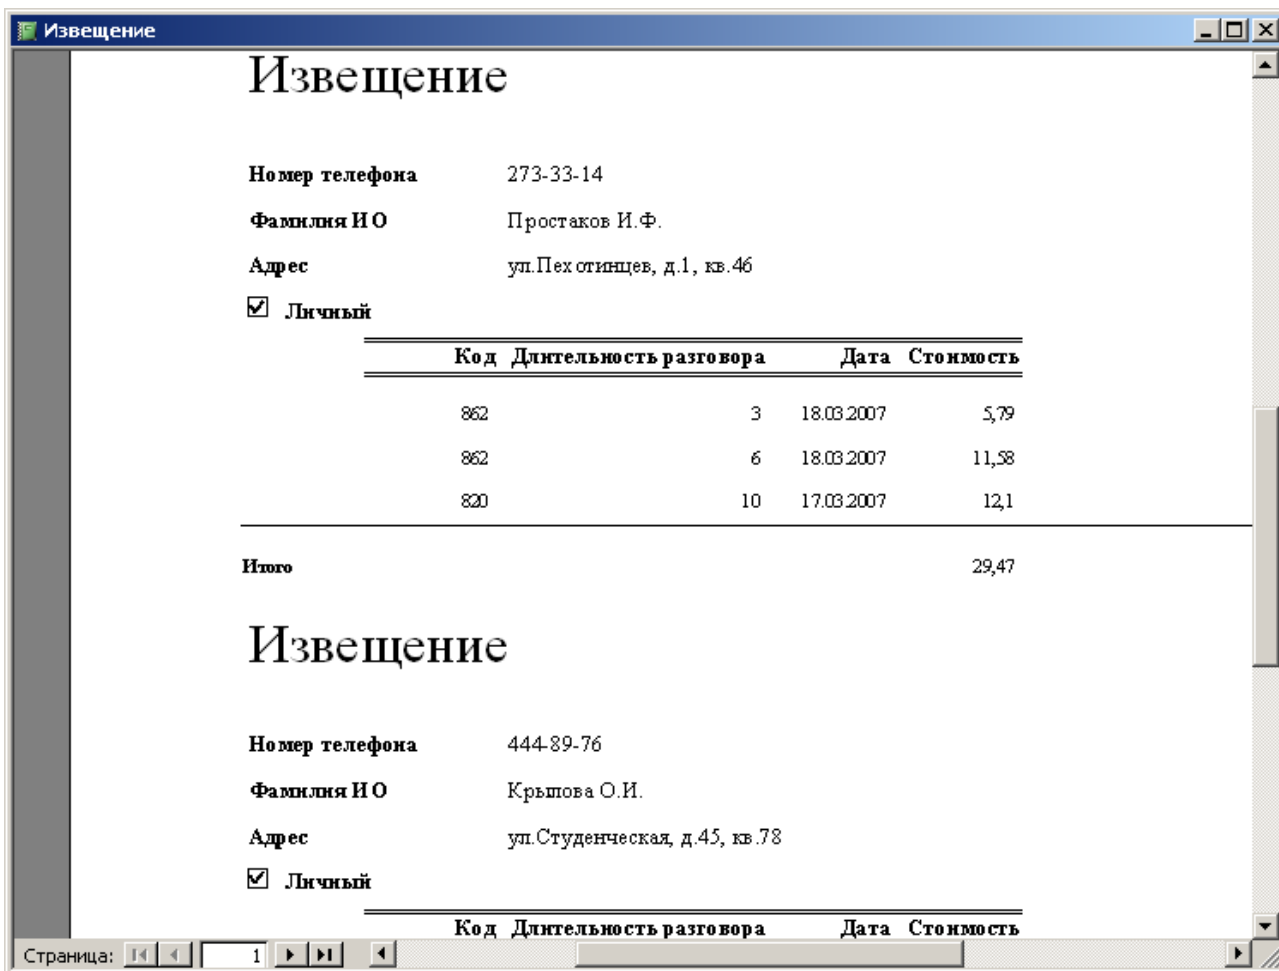 Извещение
Извещение
Номер телефона 273-33-14
Фамилия И О Простаков И.Ф.
Адрес ул.Пехотинцев, д.1, кв.46
Личный
Код Длительность разговора Дата Стоимость
862 3 18.03.2007 5,79
862 6 18.03.2007 11,58
820 10 17.03.2007 12,1
Итого 29,47
Извещение
Номер телефона 444-89-76
Фамилия И О Крылова О.И.
Адрес ул.Студенческая, д.45, кв.78
Личный
Код Длительность разговора Дата Стоимость
Страница: 1